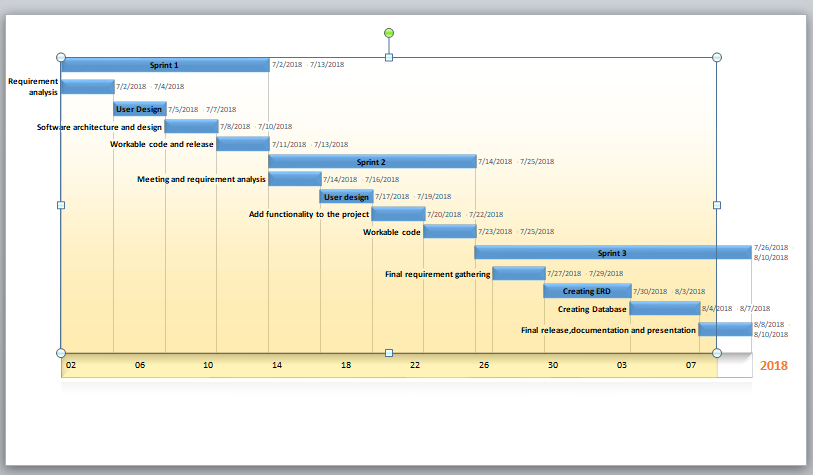 Sprint 1 7/2/2018 - 7/13/2018
Requirement
analysis 7/2/2018 - 7/4/2018
User Design 7/5/2018 - 7/7/2018
Software architecture and design 7/8/2018 - 7/10/2018
Workable code and release 7/11/2018 - 7/13/2018
Sprint 2 7/14/2018 - 7/25/2018
Meeting and requirement analysis 7/14/2018 - 7/16/2018
User design 7/17/2018 - 7/19/2018
Add functionality to the project 7/20/2018 - 7/22/2018
Workable code 7/23/2018 - 7/25/2018
Sprint 3 7/26/2018 -
8/10/2018
Final requirement gathering 7/27/2018 - 7/29/2018
Creating ERD 7/30/2018 - 8/3/2018
Creating Database 8/4/2018 - 8/7/2018
Final release,documentation and presentation 8/8/2018 -
8/10/2018
02 06 10 14 18 22 26 30 03 07 2018